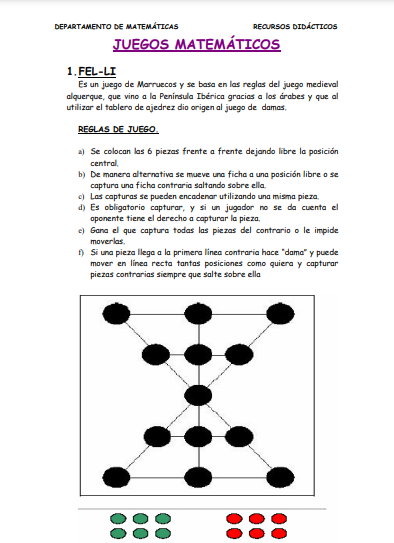 DEPARTAMENTO DE MATEMÁTICAS RECURSOS DIDÁCTICOS
JUEGOS MATEMÁTICOS
1. FEL-LI
Es un juego de Marruecos y se basa en las reglas del juego medieval
alquerque, que vino a la Península Ibérica gracias a los árabes y que al
utilizar el tablero de ajedrez dio origen al juego de damas.
REGLAS DE JUEGO.
a) Se colocan las 6 piezas frente a frente dejando libre la posición
central.
b) De manera alternativa se mueve una ficha a una posición libre o se
captura una ficha contraria saltando sobre ella.
c) Las capturas se pueden encadenar utilizando una misma pieza.
d) Es obligatorio capturar, y si un jugador no se da cuenta el
oponente tiene el derecho a capturar la pieza.
e) Gana el que captura todas las piezas del contrario o le impide
moverlas.
f) Si una pieza llega a la primera línea contraria hace "dama" y puede
mover en línea recta tantas posiciones como quiera y capturar
piezas contrarias siempre que salte sobre ella